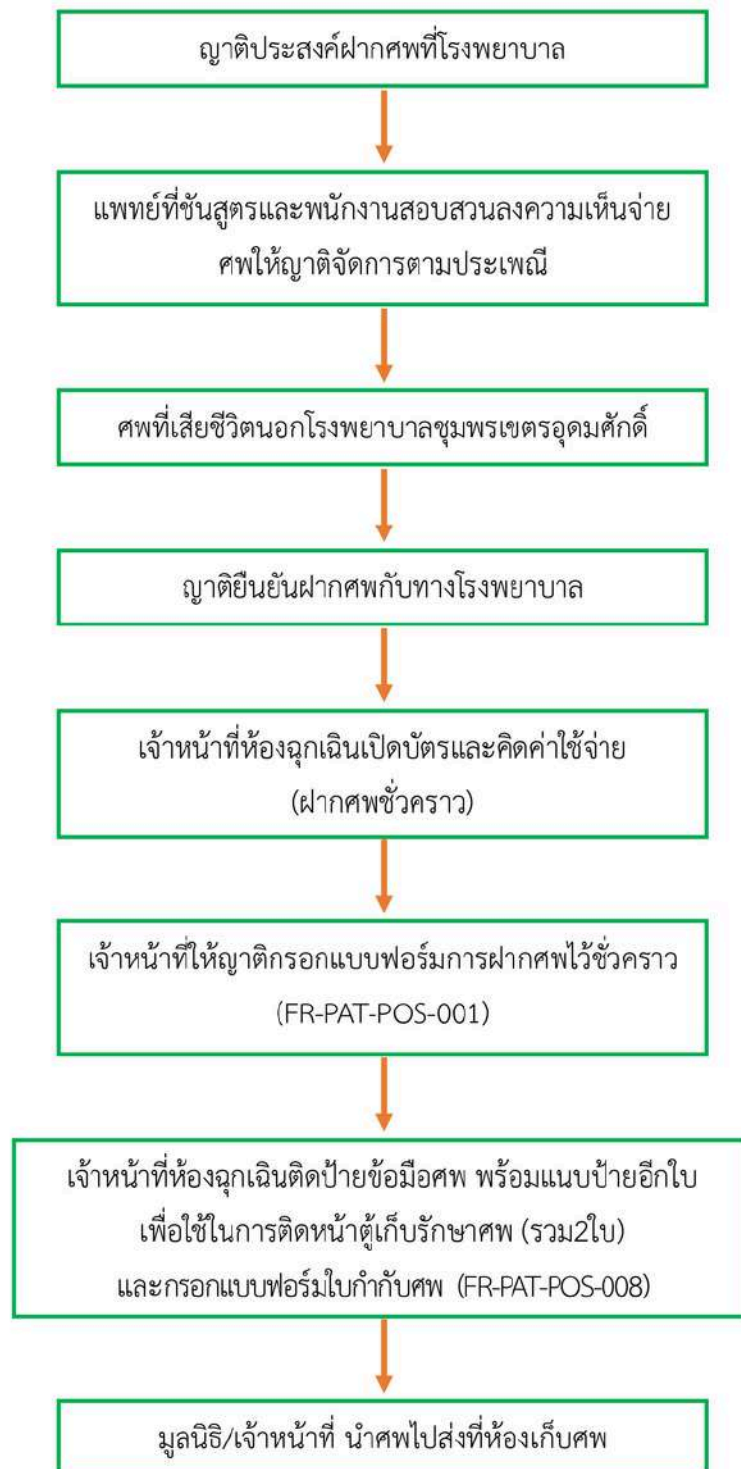 ญาติประสงค์ฝากศพที่โรงพยาบาล
แพทย์ที่ชันสูตรและพนักงานสอบสวนลงความเห็นจ่าย
ศพให้ญาติจัดการตามประเพณี
ศพที่เสียชีวิตนอกโรงพยาบาลชุมพรเขตรอุดมศักดิ์
ญาติยืนยันฝากศพกับทางโรงพยาบาล
เจ้าหน้าที่ห้องฉุกเฉินเปิดบัตรและคิดค่าใช้จ่าย
(ฝากศพชั่วคราว)
เจ้าหน้าที่ให้ญาติกรอกแบบฟอร์มการฝากศพไว้ชั่วคราว
(FR-PAT-POS-001)
เจ้าหน้าที่ห้องฉุกเฉินติดป้ายข้อมือศพ พร้อมแนบป้ายอีกใบ
เพื่อใช้ในการติดหน้าตู้เก็บรักษาศพ (รวม2ใบ)
และกรอกแบบฟอร์มใบกำกับศพ (FR-PAT-POS-008)
มูลนิธิ/เจ้าหน้าที่ นำศพไปส่งที่ห้องเก็บศพ